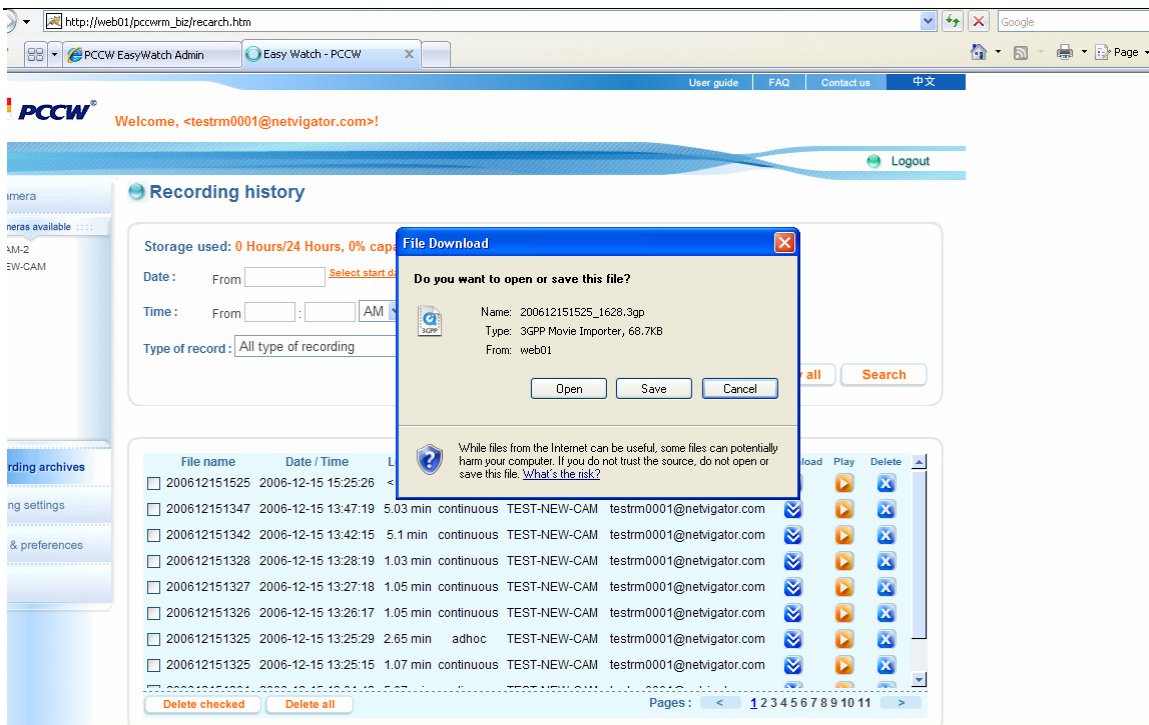 http://web01/pccwrm_biz/recarch.htm
Google
PCCW EasyWatch Admin
Easy Watch - PCCW
Page
User guide
FAQ
Contact us
中文
PCCW®
Welcome, <testrm0001@netvigator.com>!
Logout
amera
Recording history
meras available ::::
AM-2
EW-CAM
Storage used: 0 Hours/24 Hours, 0% capa
Date : From Select start da
Time : From : AM
Type of record : All type of recording
all
Search
File Download
Do you want to open or save this file?
Name: 200612151525_1628.3gp
Type: 3GPP Movie Importer, 68.7KB
From: web01
3GPP
Open
Save
Cancel
While files from the Internet can be useful, some files can potentially
harm your computer. If you do not trust the source, do not open or
save this file. What's the risk?
rding archives
ng settings
& preferences
File name Date / Time L load Play Delete
200612151525 2006-12-15 15:25:26 <
200612151347 2006-12-15 13:47:19 5.03 min continuous TEST-NEW-CAM testrm0001@netvigator.com
200612151342 2006-12-15 13:42:15 5.1 min continuous TEST-NEW-CAM testrm0001@netvigator.com
200612151328 2006-12-15 13:28:19 1.03 min continuous TEST-NEW-CAM testrm0001@netvigator.com
200612151327 2006-12-15 13:27:18 1.05 min continuous TEST-NEW-CAM testrm0001@netvigator.com
200612151326 2006-12-15 13:26:17 1.05 min continuous TEST-NEW-CAM testrm0001@netvigator.com
200612151325 2006-12-15 13:25:29 2.65 min adhoc TEST-NEW-CAM testrm0001@netvigator.com
200612151325 2006-12-15 13:25:15 1.07 min continuous TEST-NEW-CAM testrm0001@netvigator.com
Delete checked
Delete all
Pages : < 1 2 3 4 5 6 7 8 9 10 11 >